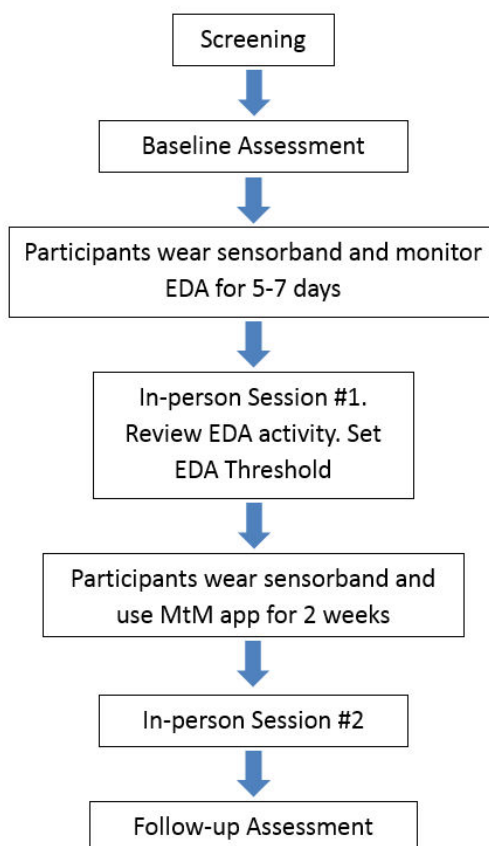 Screening
Baseline Assessment
Participants wear sensorband and monitor
EDA for 5-7 days
In-person Session #1.
Review EDA activity. Set
EDA Threshold
Participants wear sensorband and
use MtM app for 2 weeks
In-person Session #2
Follow-up Assessment